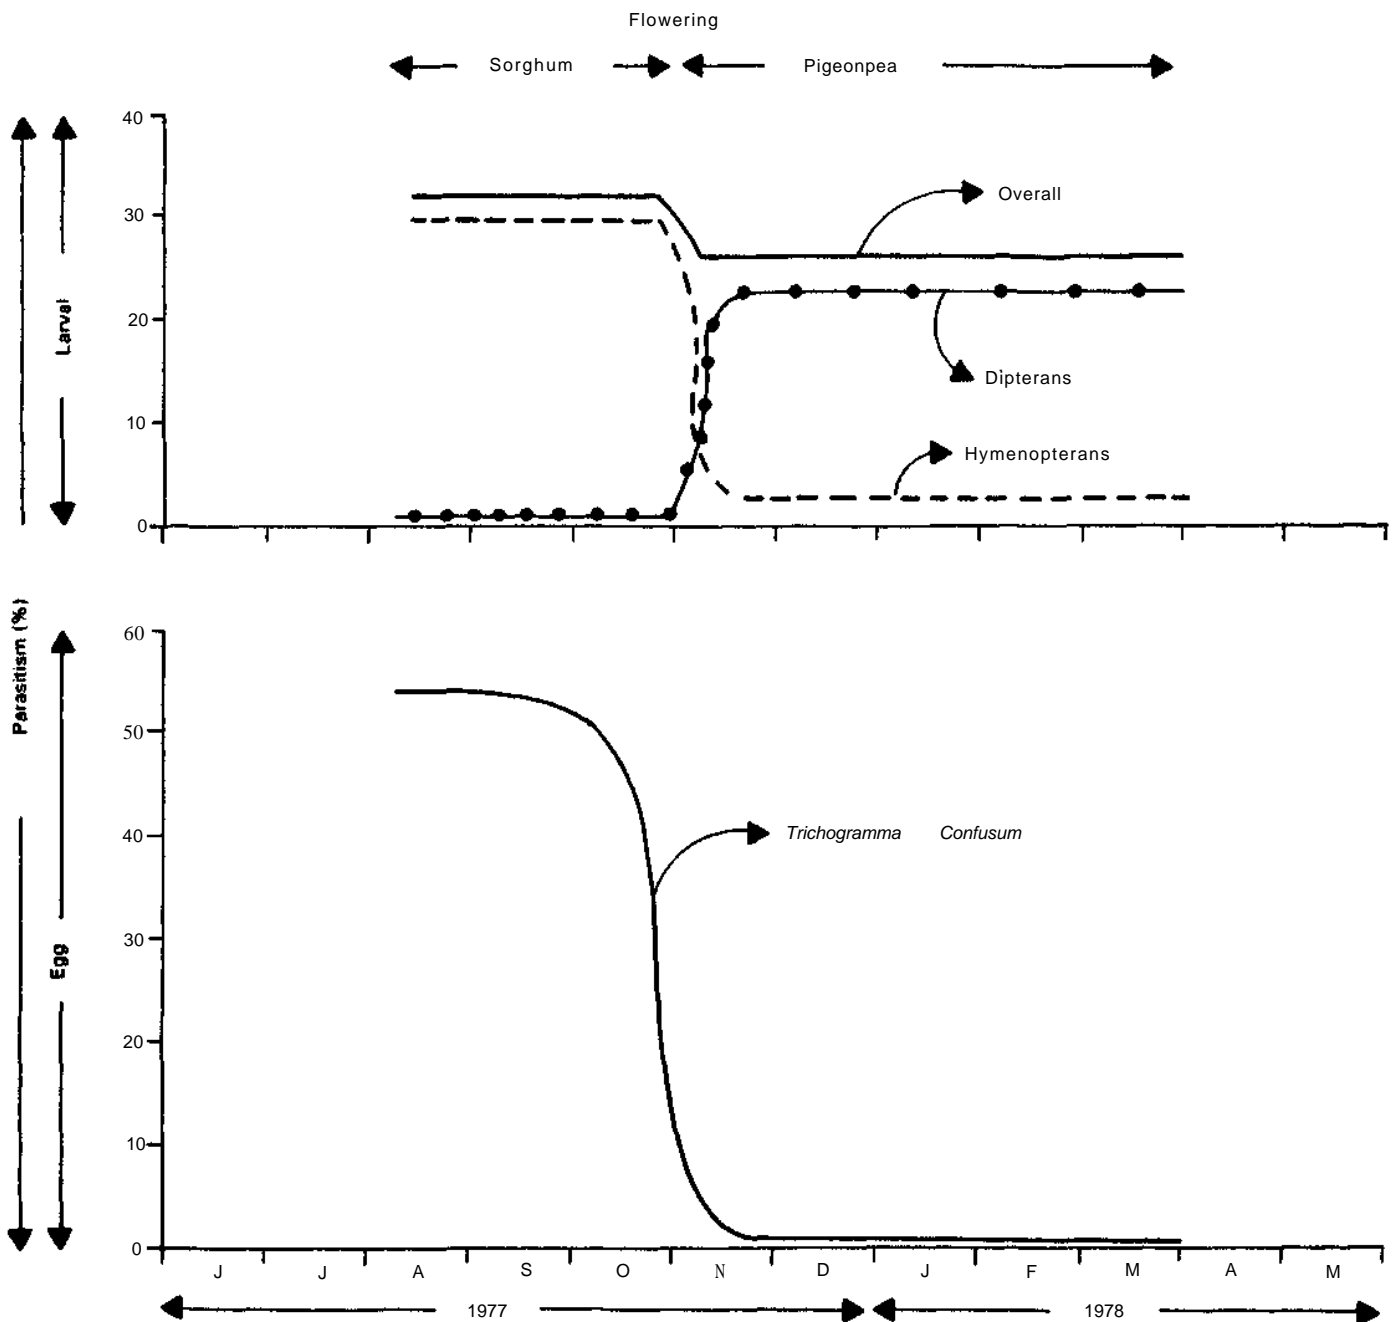 Flowering
Sorghum Pigeonpea
40
30
20
10
0
Larval
Overall
Dipterans
Hymenopterans
Parasitism (%)
Egg
60
50
40
30
20
10
0
Trichogramma Confusum
J J A S O N D J F M A M
1977 1978